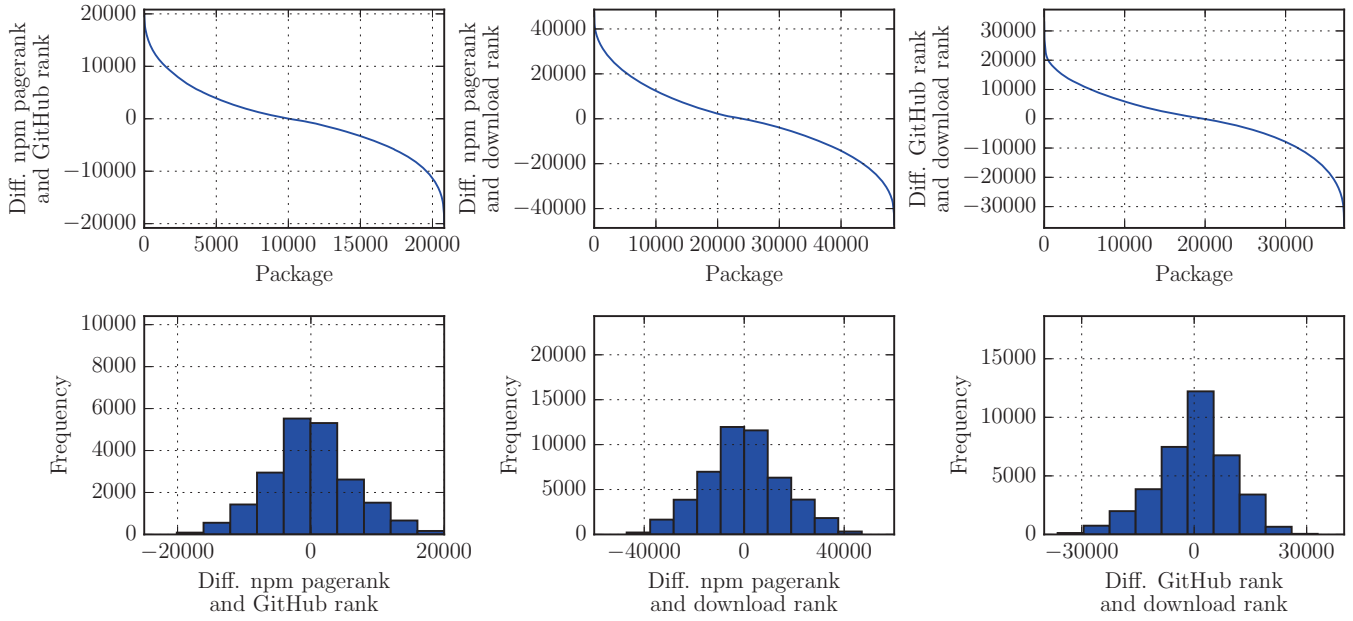 Diff. npm pagerank
and GitHub rank
20000
10000
0
−10000
−20000
0 5000 10000 15000 20000
Package
Diff. npm pagerank
and download rank
40000
20000
0
−20000
−40000
0 10000 20000 30000 40000
Package
Diff. GitHub rank
and download rank
30000
20000
10000
0
−10000
−20000
−30000
0 10000 20000 30000
Package
Frequency
10000
8000
6000
4000
2000
0
−20000 0 20000
Diff. npm pagerank
and GitHub rank
Frequency
20000
15000
10000
5000
0
−40000 0 40000
Diff. npm pagerank
and download rank
Frequency
15000
10000
5000
0
−30000 0 30000
Diff. GitHub rank
and download rank